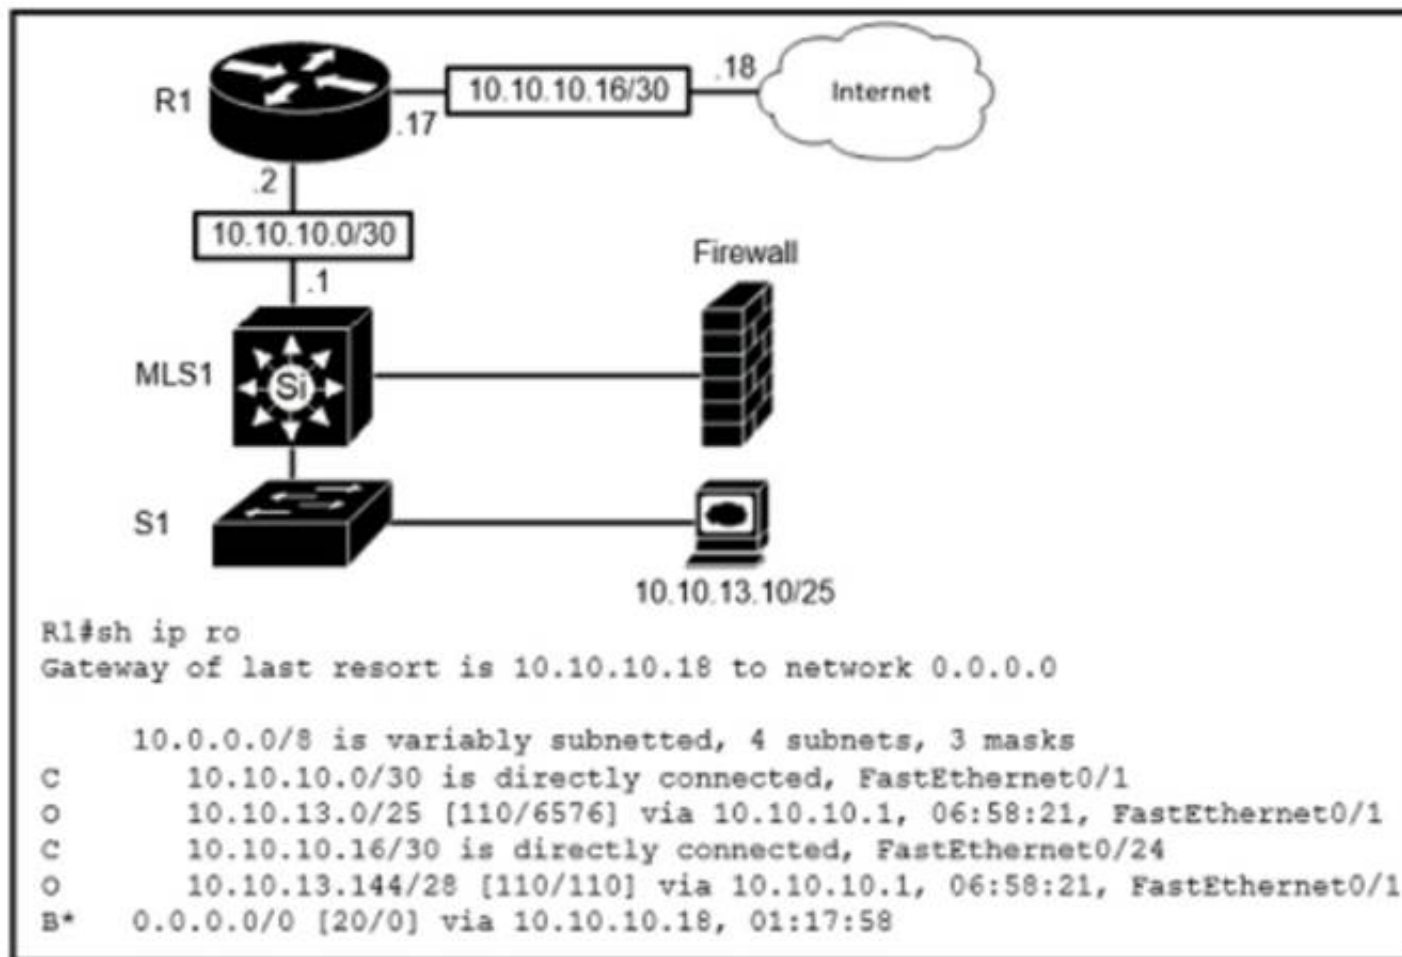 R1
10.10.10.16/30
.18
Internet
.17
.2
10.10.10.0/30
.1
Firewall
MLS1
Si
S1
10.10.13.10/25
R1#sh ip ro
Gateway of last resort is 10.10.10.18 to network 0.0.0.0
10.0.0.0/8 is variably subnetted, 4 subnets, 3 masks
C 10.10.10.0/30 is directly connected, FastEthernet0/1
O 10.10.13.0/25 [110/6576] via 10.10.10.1, 06:58:21, FastEthernet0/1
C 10.10.10.16/30 is directly connected, FastEthernet0/24
O 10.10.13.144/28 [110/110] via 10.10.10.1, 06:58:21, FastEthernet0/1
B* 0.0.0.0/0 [20/0] via 10.10.10.18, 01:17:58